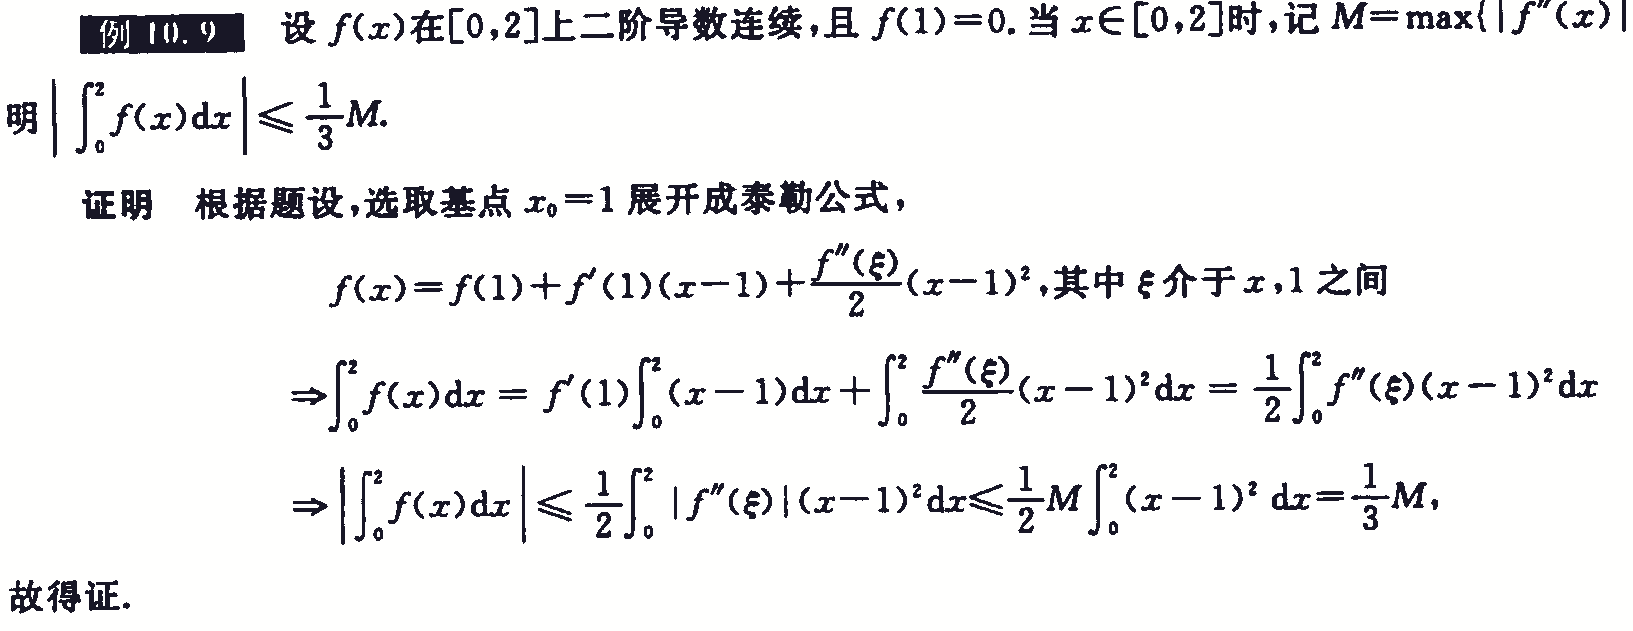 例 10.9 设 f(x)在[0,2]上二阶导数连续,且 f(1)=0.当 x∈[0,2]时,记 M=max{|f″(x)|
明|∫₀² f(x)dx|≤ 1/3 M.
证明 根据题设,选取基点 x₀=1 展开成泰勒公式,
f(x)=f(1)+f′(1)(x-1)+ f″(ξ)/2 (x-1)²,其中 ξ 介于 x,1 之间
⇒∫₀² f(x)dx = f′(1)∫₀² (x-1)dx+∫₀² f″(ξ)/2 (x-1)²dx = 1/2 ∫₀² f″(ξ)(x-1)²dx
⇒|∫₀² f(x)dx|≤ 1/2 ∫₀² |f″(ξ)|(x-1)²dx≤ 1/2 M∫₀² (x-1)² dx= 1/3 M,
故得证.